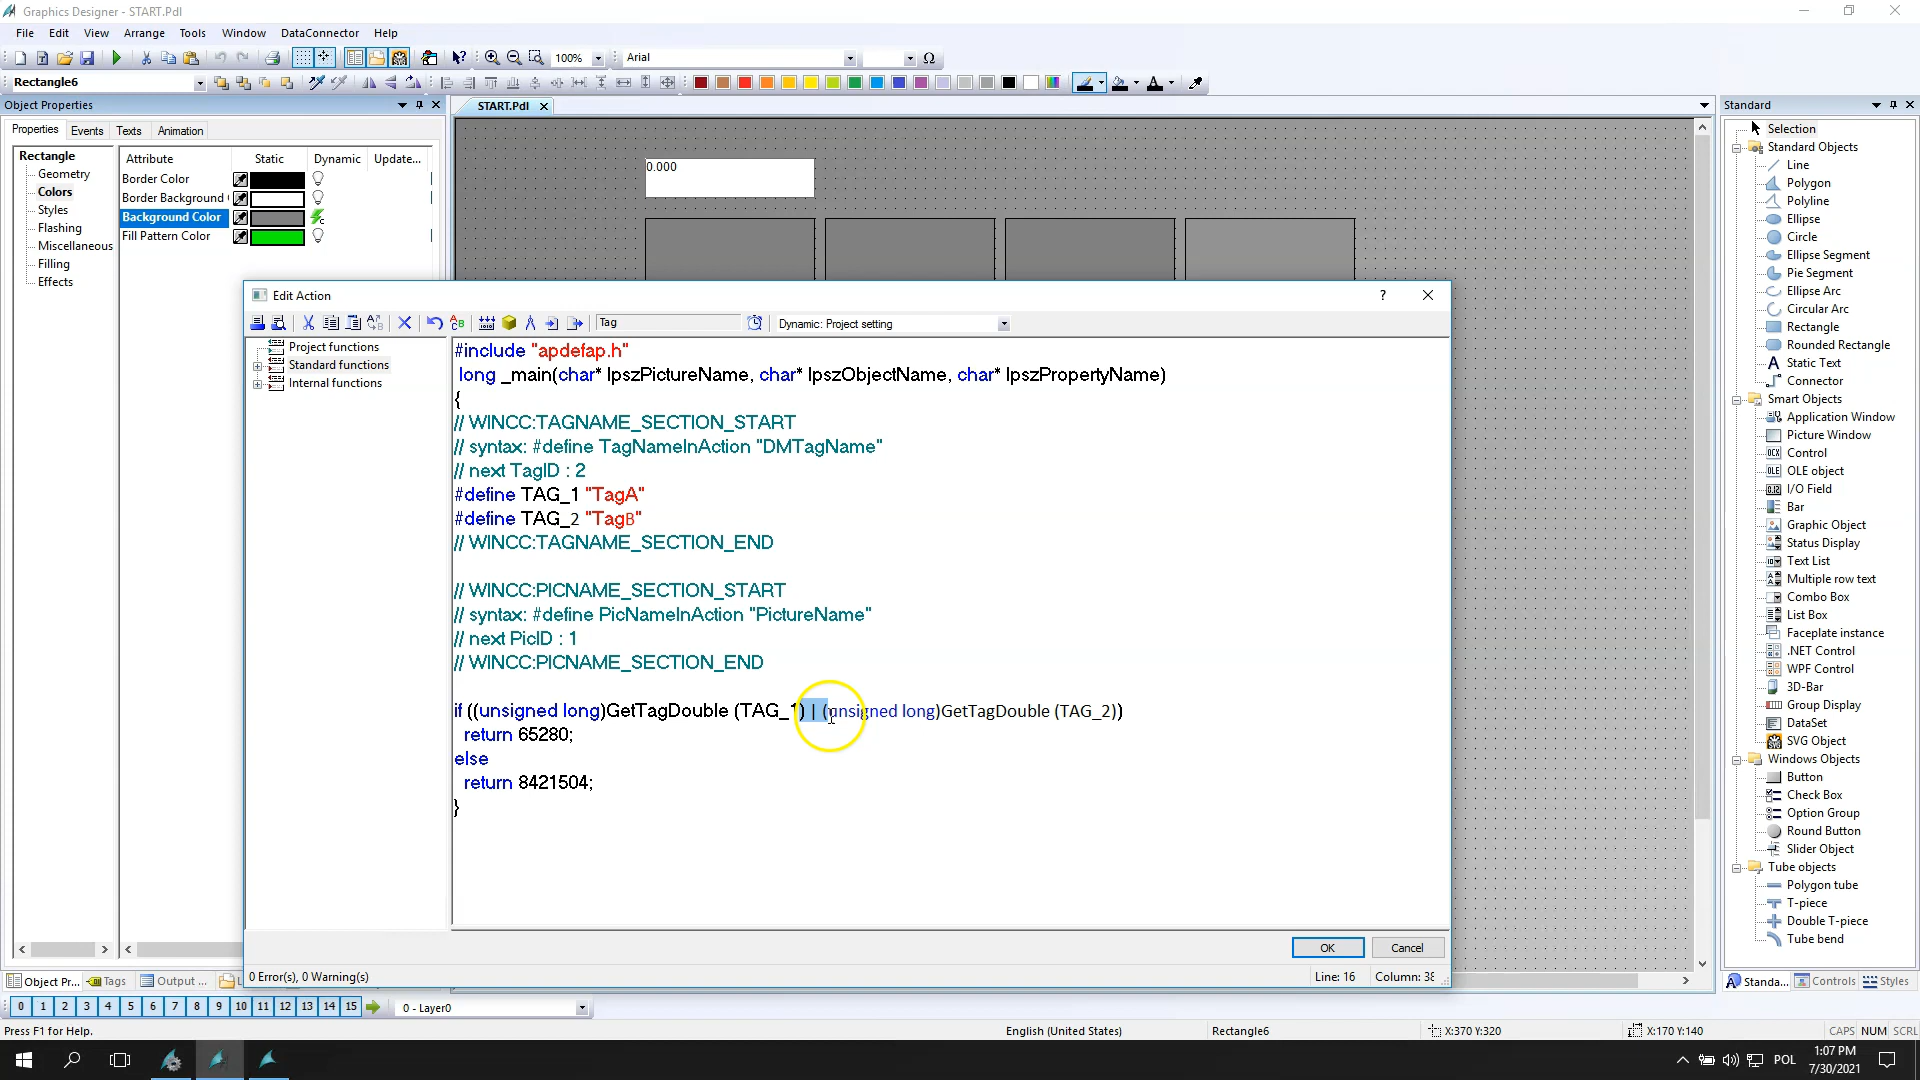 Graphics Designer - START.Pdl
File Edit View Arrange Tools Window DataConnector Help
100% Arial Ω
Rectangle6
Object Properties
START.Pdl
Standard
Properties Events Texts Animation
Rectangle
Geometry
Colors
Styles
Flashing
Miscellaneous
Filling
Effects
Attribute Static Dynamic Update...
Border Color
Border Background
Background Color
Fill Pattern Color
0.000
Edit Action
Tag
Dynamic: Project setting
Project functions
Standard functions
Internal functions
#include "apdefap.h"
long _main(char* lpszPictureName, char* lpszObjectName, char* lpszPropertyName)
{
// WINCC:TAGNAME_SECTION_START
// syntax: #define TagNameInAction "DMTagName"
// next TagID : 2
#define TAG_1 "TagA"
#define TAG_2 "TagB"
// WINCC:TAGNAME_SECTION_END
// WINCC:PICNAME_SECTION_START
// syntax: #define PicNameInAction "PictureName"
// next PicID : 1
// WINCC:PICNAME_SECTION_END
if ((unsigned long)GetTagDouble (TAG_1) | (unsigned long)GetTagDouble (TAG_2))
return 65280;
else
return 8421504;
}
OK Cancel
0 Error(s), 0 Warning(s)
Line: 16 Column: 38
Selection
Standard Objects
Line
Polygon
Polyline
Ellipse
Circle
Ellipse Segment
Pie Segment
Ellipse Arc
Circular Arc
Rectangle
Rounded Rectangle
Static Text
Connector
Smart Objects
Application Window
Picture Window
Control
OLE object
I/O Field
Bar
Graphic Object
Status Display
Text List
Multiple row text
Combo Box
List Box
Faceplate instance
.NET Control
WPF Control
3D-Bar
Group Display
DataSet
SVG Object
Windows Objects
Button
Check Box
Option Group
Round Button
Slider Object
Tube objects
Polygon tube
T-piece
Double T-piece
Tube bend
Object Pr... Tags Output ... L
Standa... Controls Styles
0 1 2 3 4 5 6 7 8 9 10 11 12 13 14 15
0 - Layer0
Press F1 for Help.
English (United States)
Rectangle6
X:370 Y:320
X:170 Y:140
CAPS NUM SCRL
POL
1:07 PM
7/30/2021